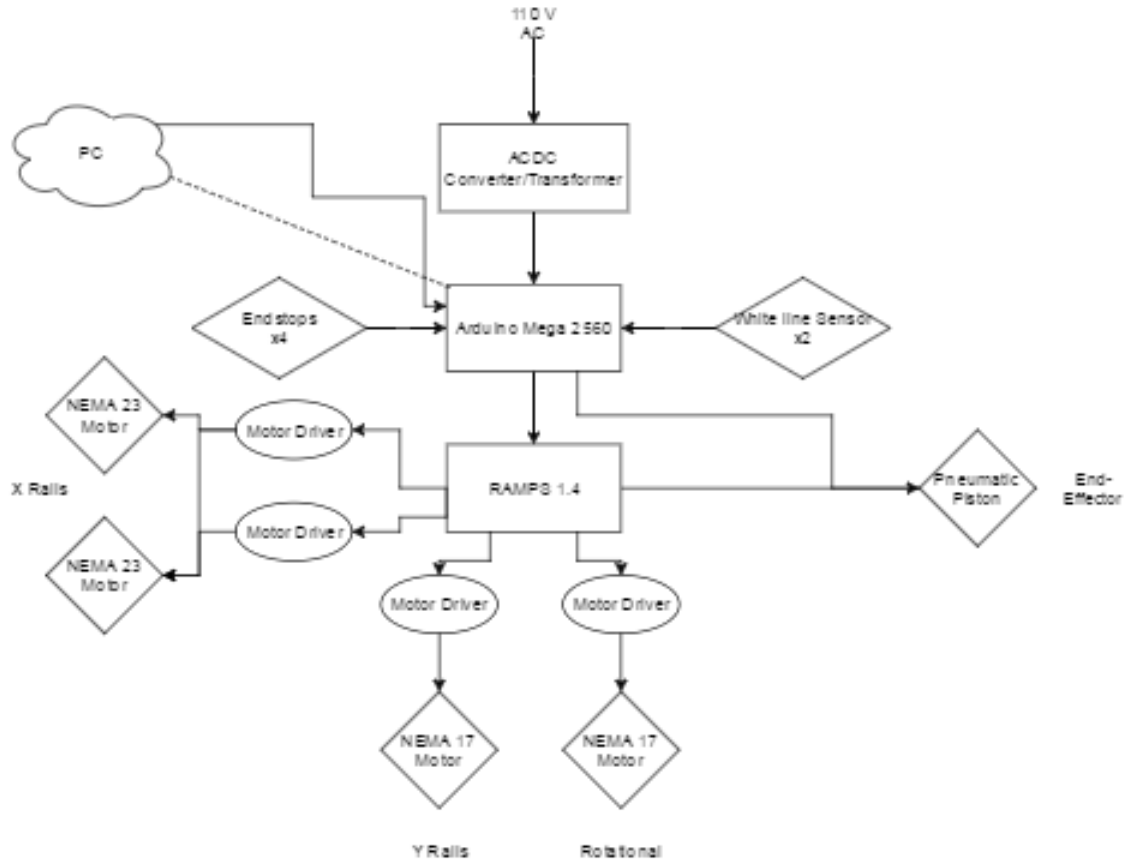 110 V
AC
PC
ACDC
Converter/Transformer
Endstops
x4
Arduino Mega 2560
White line Sensor
x2
NEMA 23
Motor
Motor Driver
X Rails
RAMPS 1.4
Pneumatic
Piston
End-
Effector
Motor Driver
NEMA 23
Motor
Motor Driver
Motor Driver
NEMA 17
Motor
NEMA 17
Motor
Y Rails
Rotational